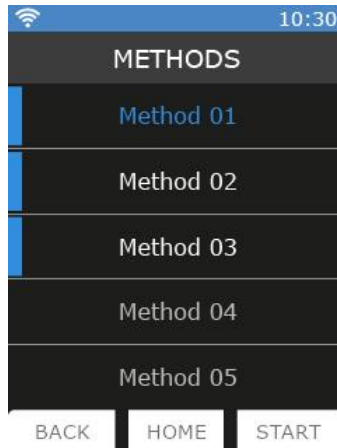 10:30
METHODS
Method 01
Method 02
Method 03
Method 04
Method 05
BACK HOME START